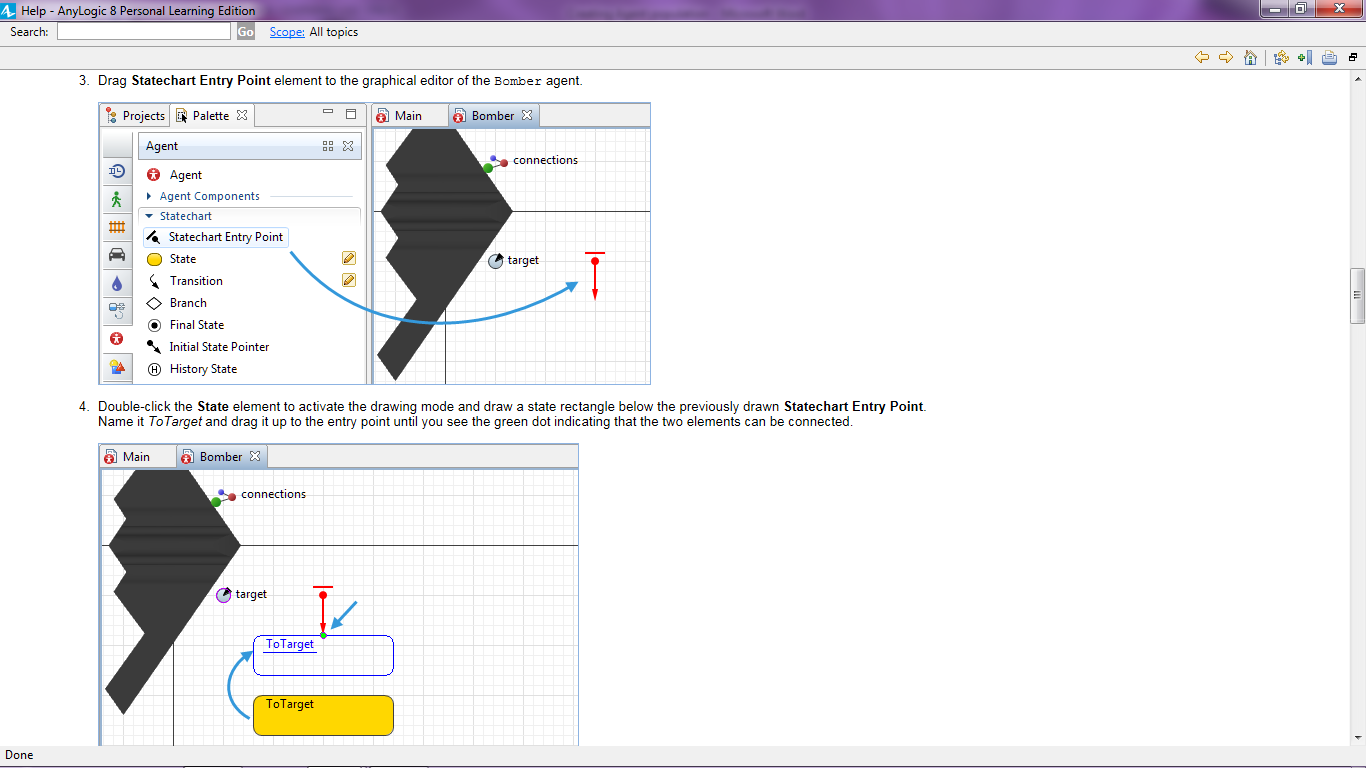 Help - AnyLogic 8 Personal Learning Edition
Search:
Go
Scope: All topics
3. Drag Statechart Entry Point element to the graphical editor of the Bomber agent.
Projects
Palette
Main
Bomber
Agent
connections
Agent
Agent Components
Statechart
Statechart Entry Point
State
target
Transition
Branch
Final State
Initial State Pointer
H History State
4. Double-click the State element to activate the drawing mode and draw a state rectangle below the previously drawn Statechart Entry Point.
Name it ToTarget and drag it up to the entry point until you see the green dot indicating that the two elements can be connected.
Main
Bomber
connections
target
ToTarget
ToTarget
Done